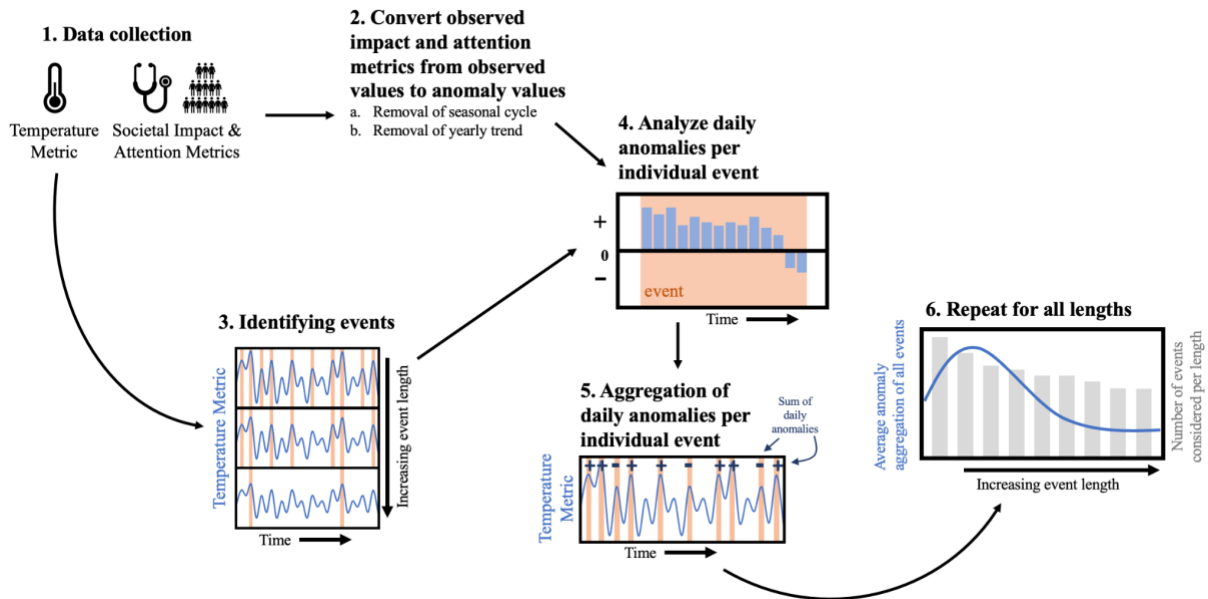 1. Data collection
Temperature
Metric
Societal Impact &
Attention Metrics
2. Convert observed
impact and attention
metrics from observed
values to anomaly values
a. Removal of seasonal cycle
b. Removal of yearly trend
3. Identifying events
Temperature Metric
Increasing event length
Time
4. Analyze daily
anomalies per
individual event
+
0
−
event
Time
5. Aggregation of
daily anomalies per
individual event
Sum of
daily
anomalies
+ + - + + - + + - +
Temperature
Metric
Time
6. Repeat for all lengths
Average anomaly
aggregation of all events
Number of events
considered per length
Increasing event length